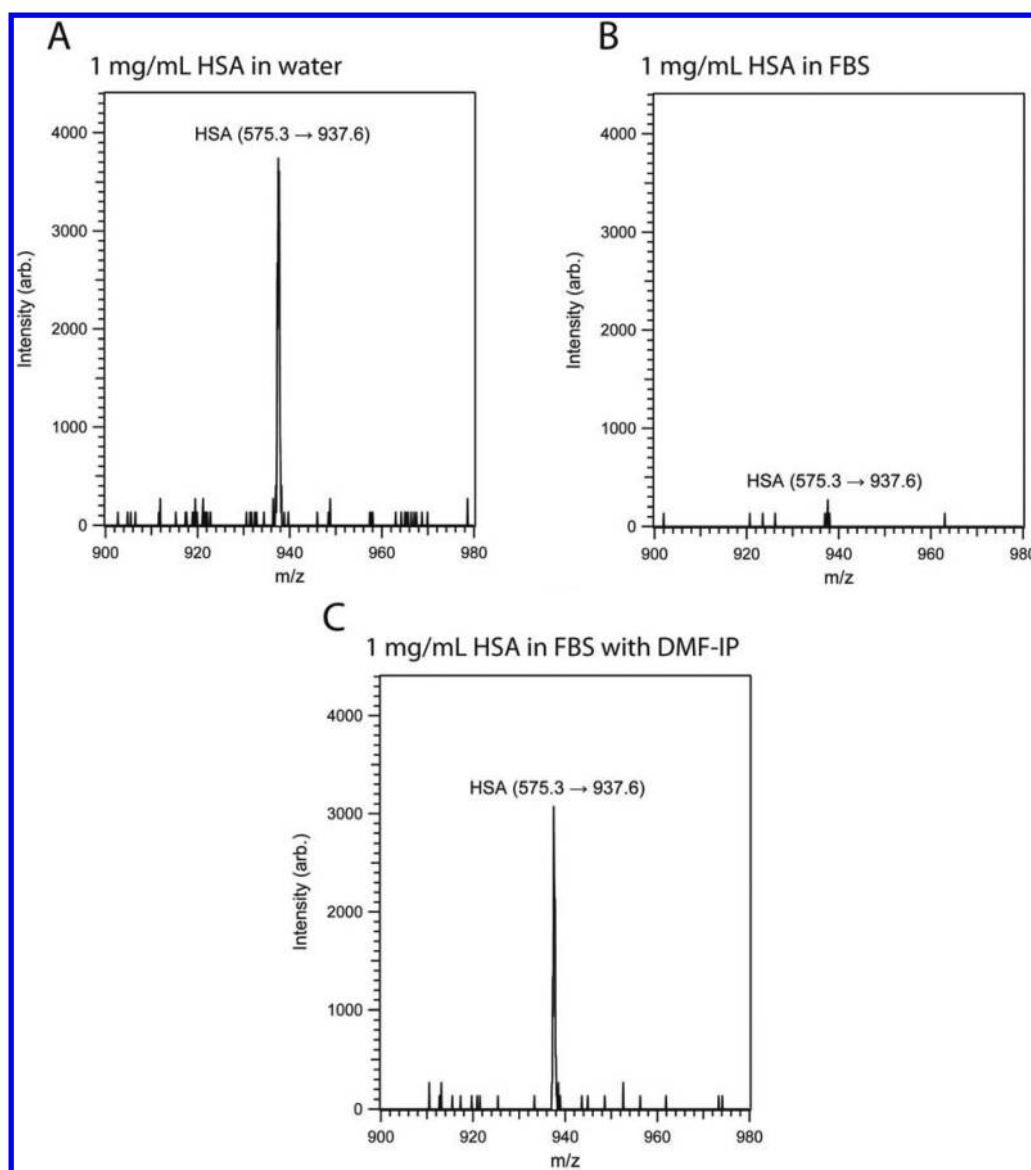 A
1 mg/mL HSA in water
HSA (575.3 → 937.6)
4000
3000
2000
1000
0
Intensity (arb.)
900 920 940 960 980
m/z
B
1 mg/mL HSA in FBS
4000
3000
2000
1000
0
Intensity (arb.)
HSA (575.3 → 937.6)
900 920 940 960 980
m/z
C
1 mg/mL HSA in FBS with DMF-IP
4000
3000
2000
1000
0
Intensity (arb.)
HSA (575.3 → 937.6)
900 920 940 960 980
m/z